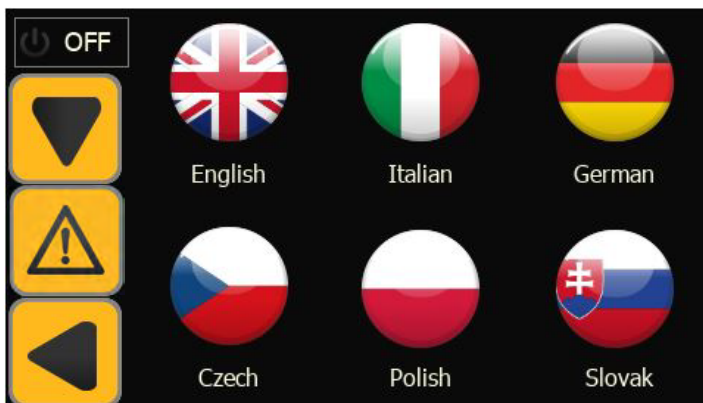 OFF
English
Italian
German
Czech
Polish
Slovak